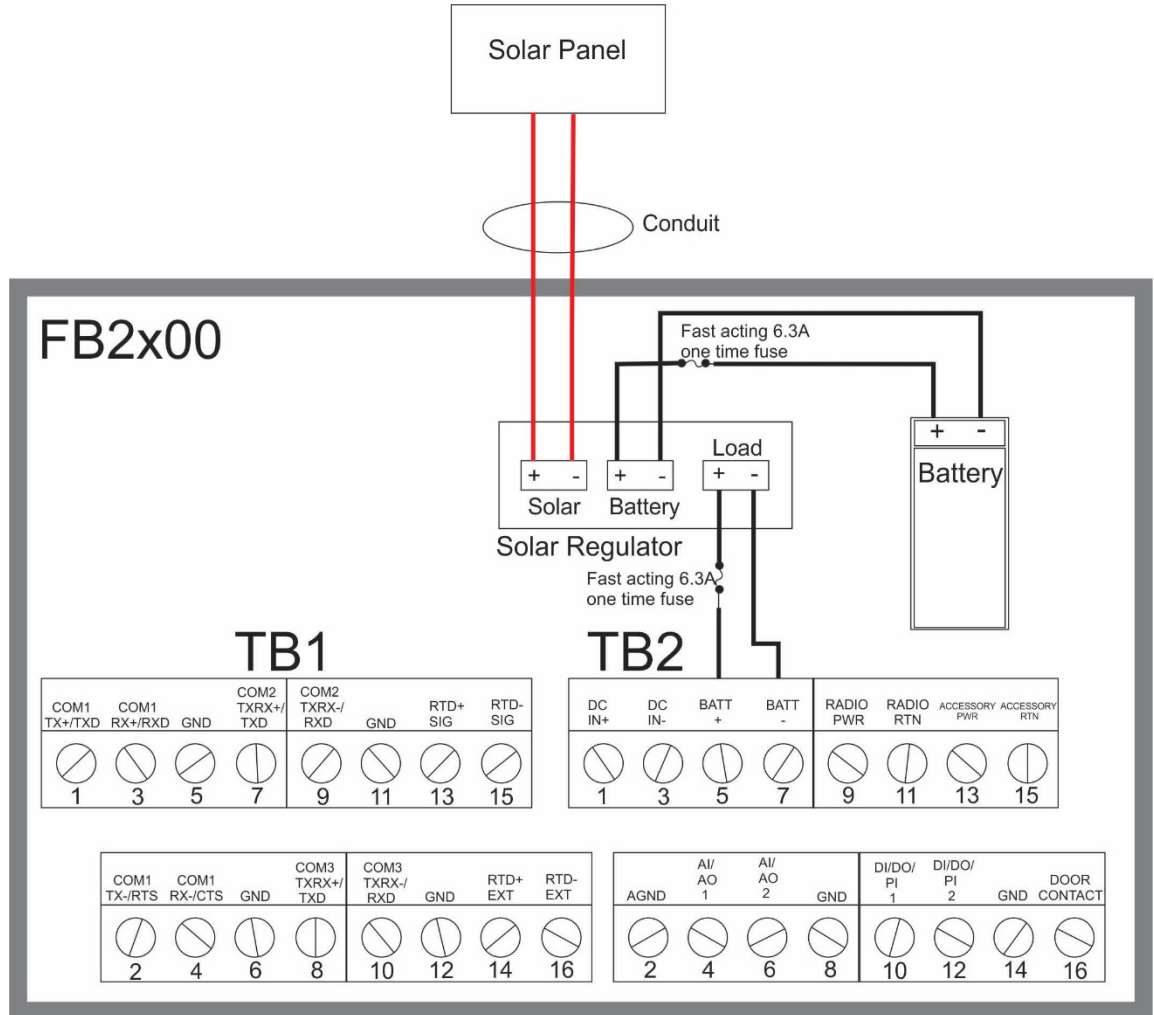 Solar Panel
Conduit
FB2x00
Fast acting 6.3A
one time fuse
+ -
Battery
Load
+ - + - + -
Solar Battery
Solar Regulator
Fast acting 6.3A
one time fuse
TB1
COM1
TX+/TXD
COM1
RX+/RXD
GND
COM2
TXRX+/
TXD
COM2
TXRX-/
RXD
GND
RTD+
SIG
RTD-
SIG
1 3 5 7 9 11 13 15
TB2
DC
IN+
DC
IN-
BATT
+
BATT
-
RADIO
PWR
RADIO
RTN
ACCESSORY
PWR
ACCESSORY
RTN
1 3 5 7 9 11 13 15
COM1
TX-/RTS
COM1
RX-/CTS
GND
COM3
TXRX+/
TXD
COM3
TXRX-/
RXD
GND
RTD+
EXT
RTD-
EXT
2 4 6 8 10 12 14 16
AGND
AI/
AO
1
AI/
AO
2
GND
DI/DO/
PI
1
DI/DO/
PI
2
GND
DOOR
CONTACT
2 4 6 8 10 12 14 16